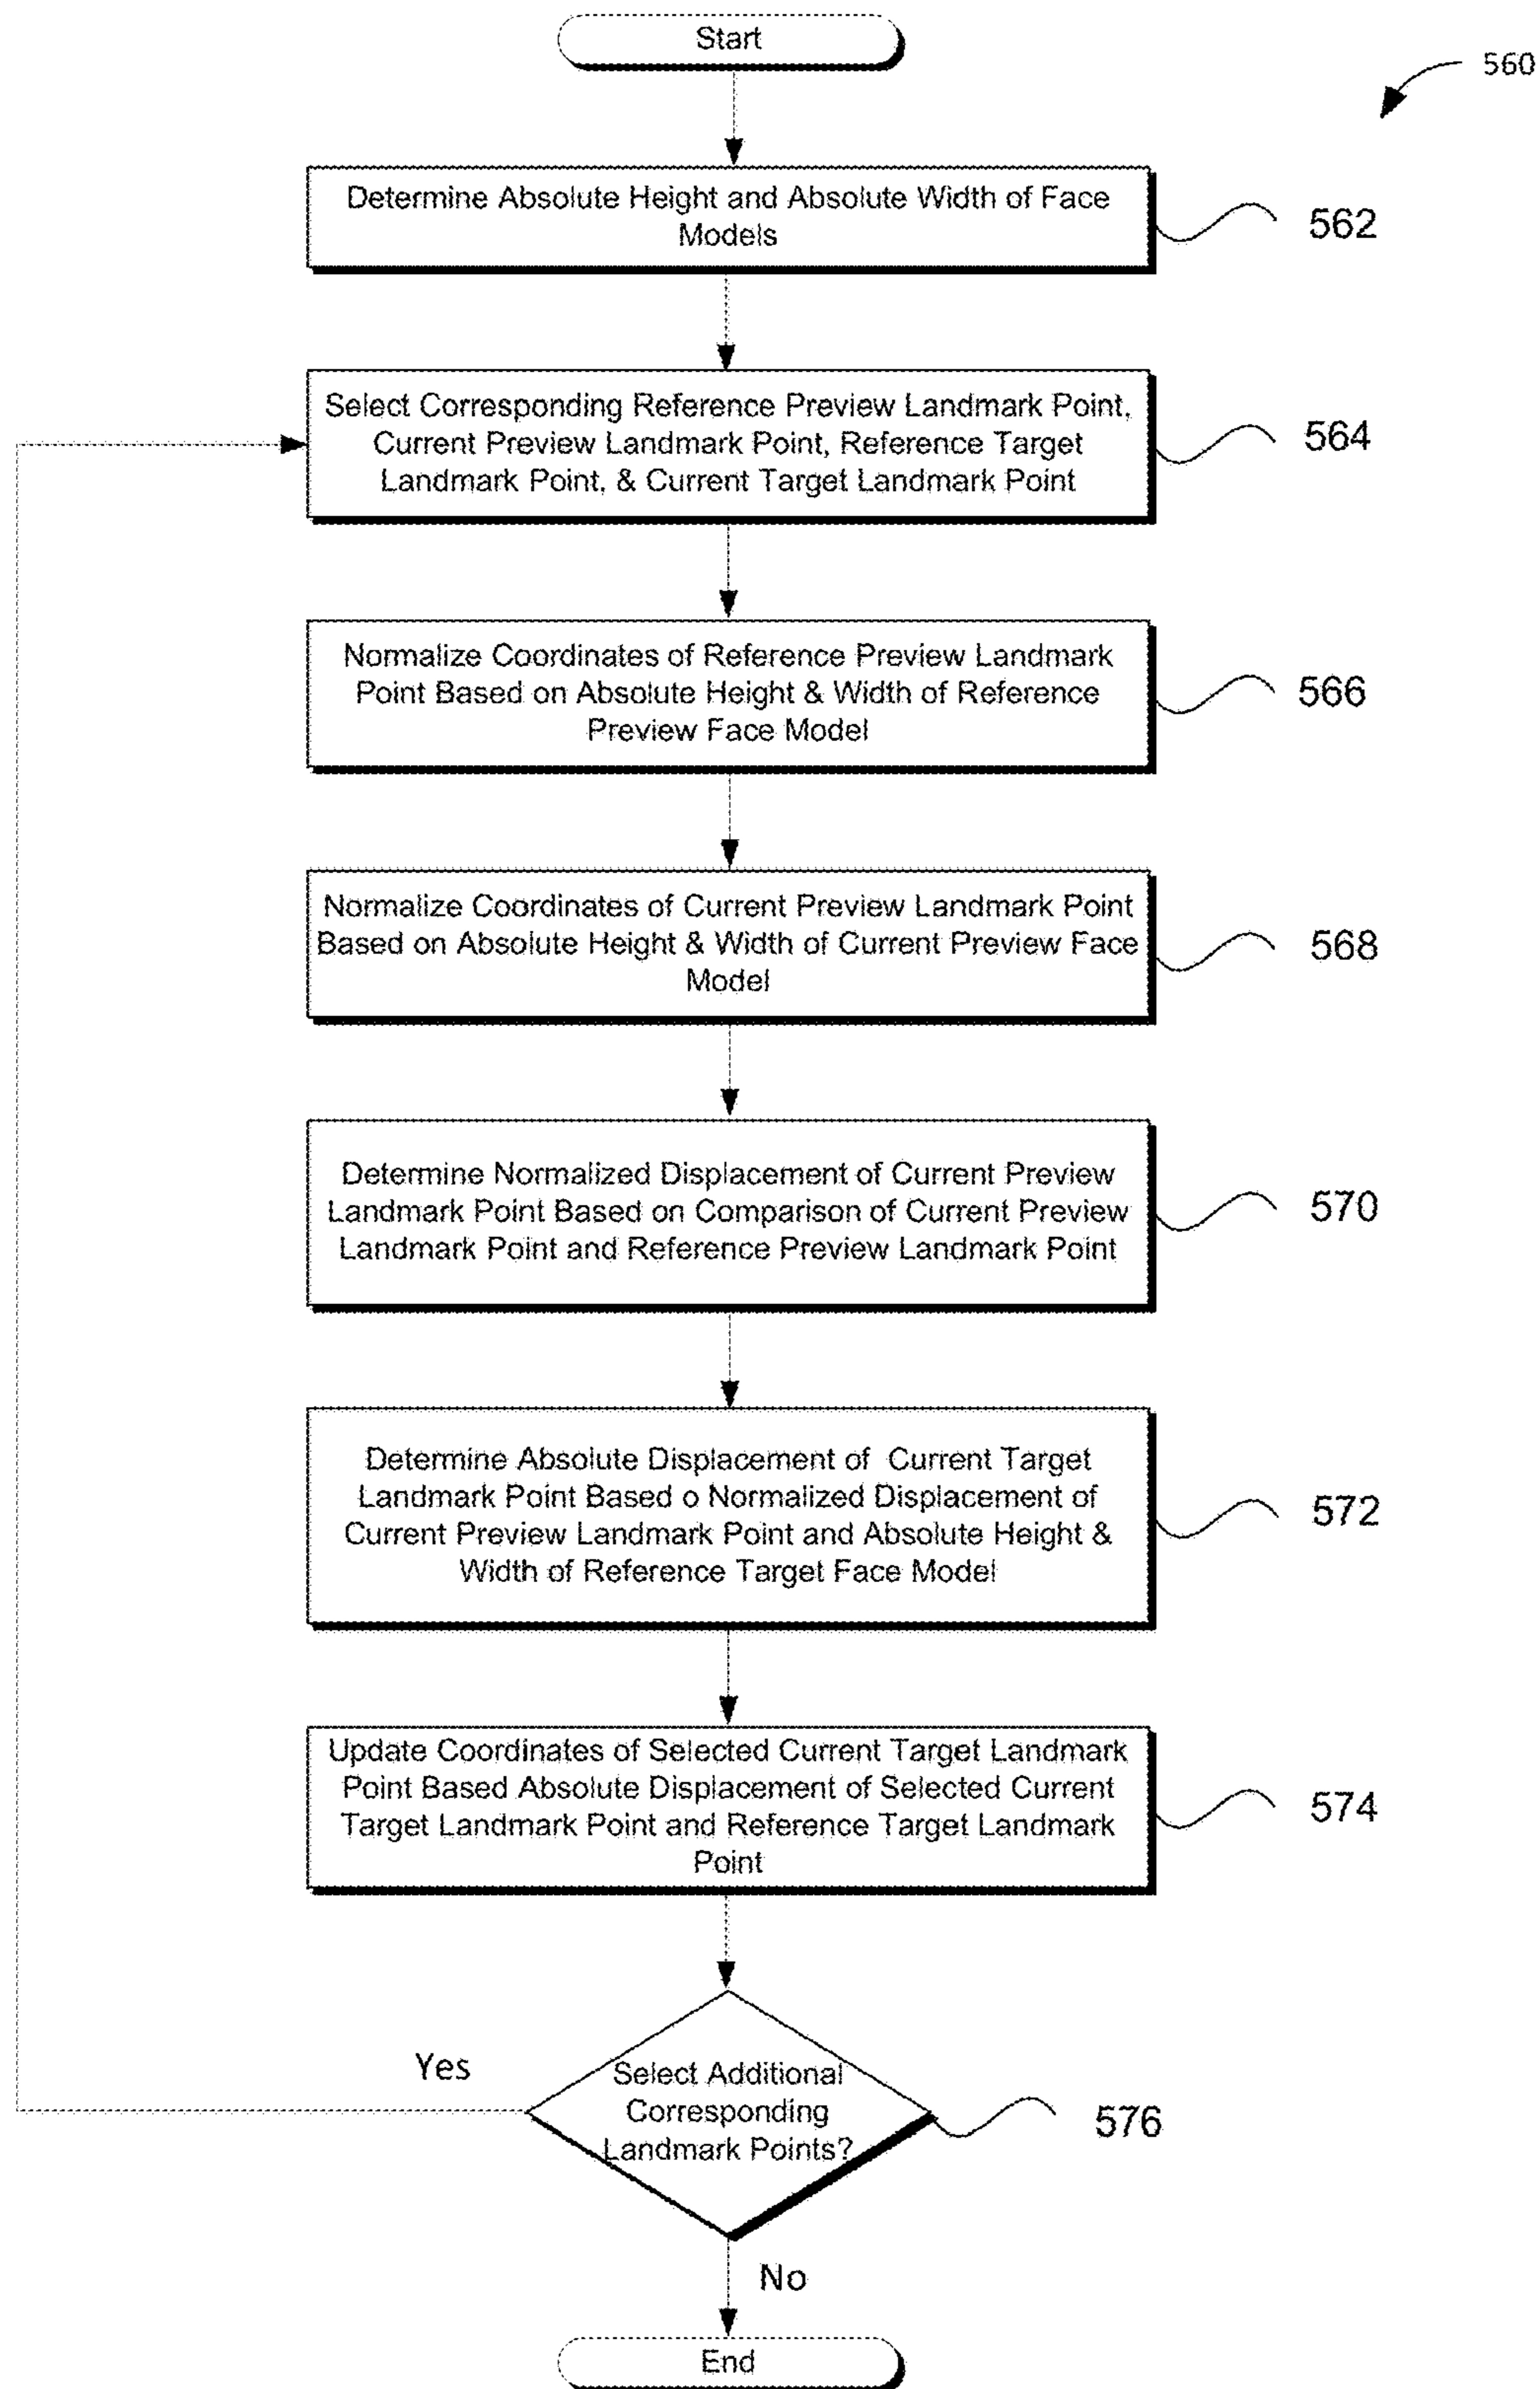 Start
560
Determine Absolute Height and Absolute Width of Face
Models
562
Select Corresponding Reference Preview Landmark Point,
Current Preview Landmark Point, Reference Target
Landmark Point, & Current Target Landmark Point
564
Normalize Coordinates of Reference Preview Landmark
Point Based on Absolute Height & Width of Reference
Preview Face Model
566
Normalize Coordinates of Current Preview Landmark Point
Based on Absolute Height & Width of Current Preview Face
Model
568
Determine Normalized Displacement of Current Preview
Landmark Point Based on Comparison of Current Preview
Landmark Point and Reference Preview Landmark Point
570
Determine Absolute Displacement of Current Target
Landmark Point Based o Normalized Displacement of
Current Preview Landmark Point and Absolute Height &
Width of Reference Target Face Model
572
Update Coordinates of Selected Current Target Landmark
Point Based Absolute Displacement of Selected Current
Target Landmark Point and Reference Target Landmark
Point
574
Yes
Select Additional
Corresponding
Landmark Points?
576
No
End